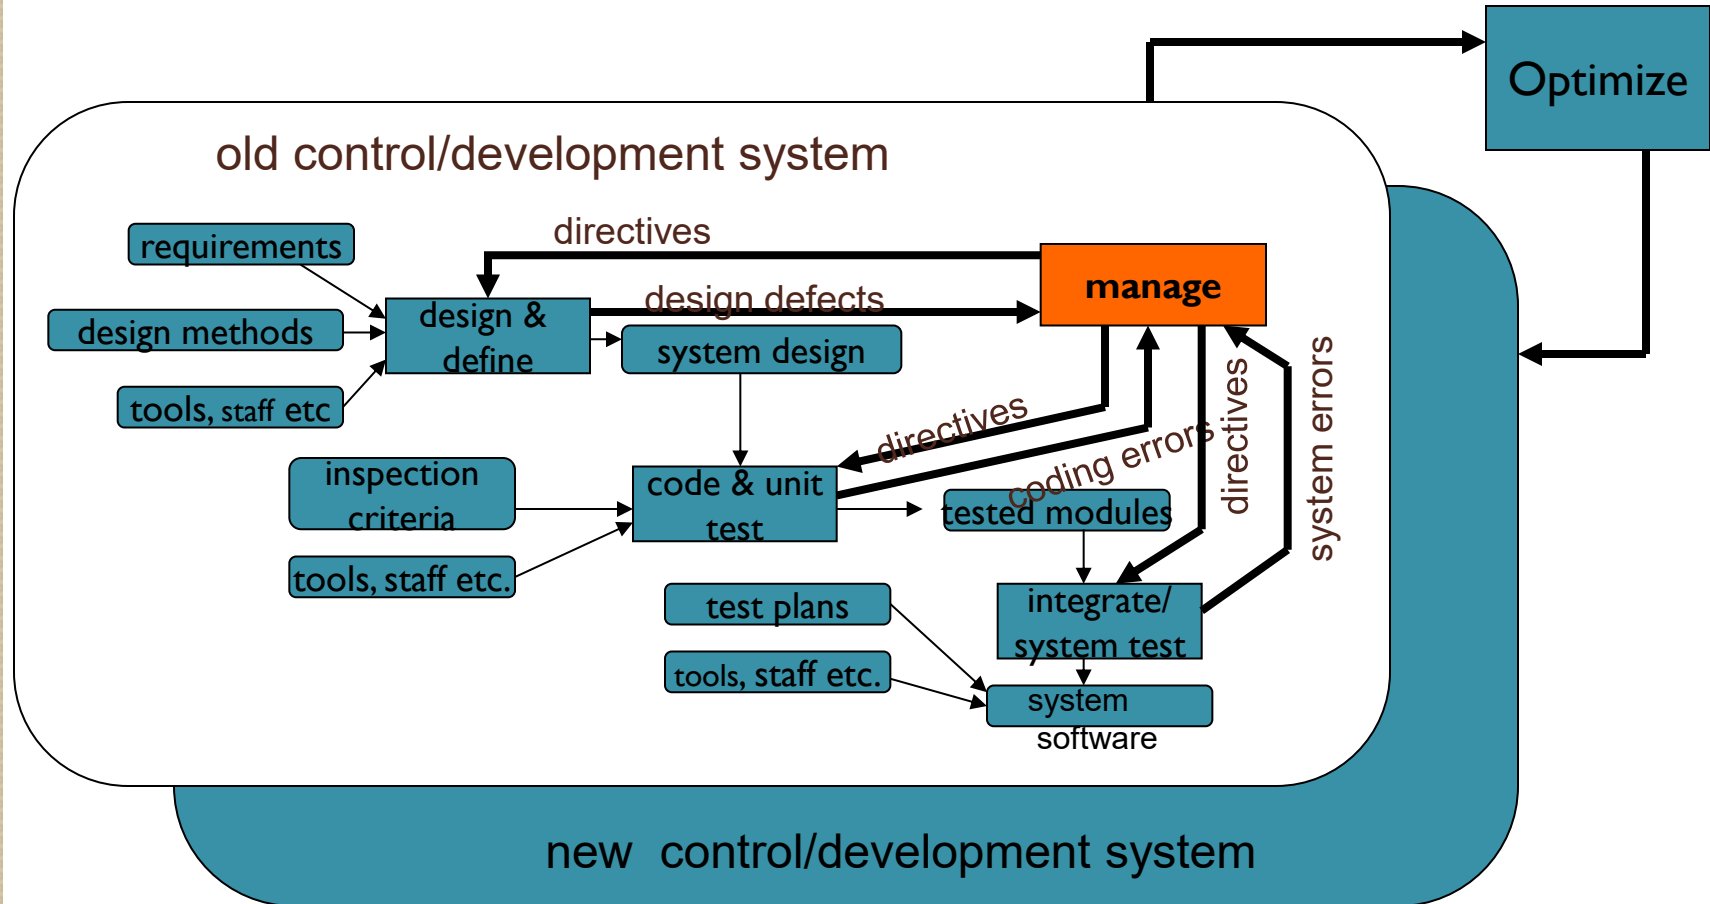 Optimize
old control/development system
directives
requirements
manage
design defects
design &
define
design methods
system design
tools, staff etc
directives
coding errors
directives
system errors
inspection
criteria
code & unit
test
tested modules
tools, staff etc.
test plans
integrate/
system test
tools, staff etc.
system
software
new  control/development system